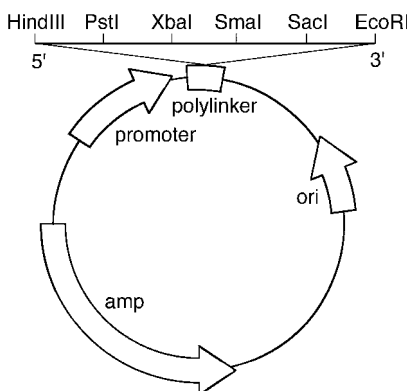 HindIII PstI XbaI SmaI SacI EcoRI
5' 3'
polylinker
promoter
ori
amp